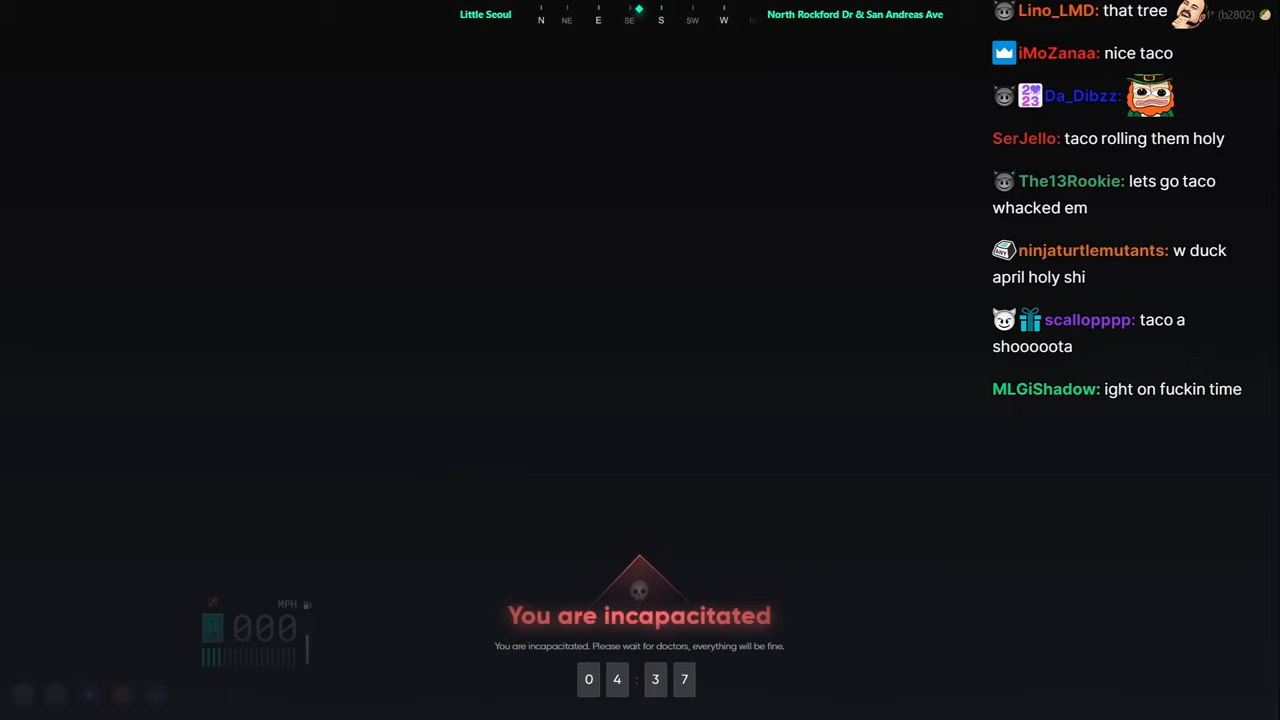 Little Seoul
N NE E SE S SW W
North Rockford Dr & San Andreas Ave
Lino_LMD: that tree
(b2802)
iMoZanaa: nice taco
2023
Da_Dibzz:
SerJello: taco rolling them holy
The13Rookie: lets go taco
whacked em
ninjaturtlemutants: w duck
april holy shi
scallopppp: taco a
shooooota
MLGiShadow: ight on fuckin time
MPH
000
You are incapacitated
You are incapacitated. Please wait for doctors, everything will be fine.
0 4 : 3 7